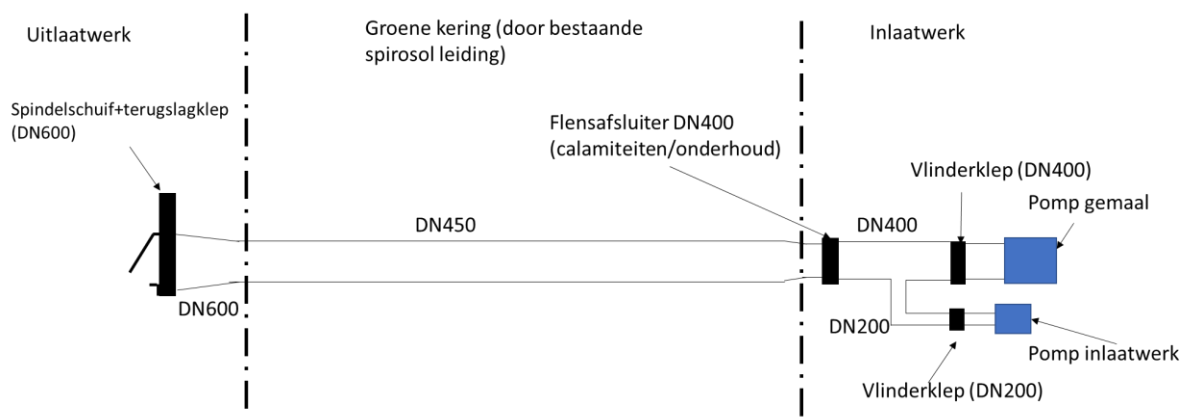 Uitlaatwerk
Groene kering (door bestaande
spirosol leiding)
Inlaatwerk
Spindelschuif+terugslagklep
(DN600)
Flensafsluiter DN400
(calamiteiten/onderhoud)
Vlinderklep (DN400)
Pomp gemaal
DN450
DN400
DN600
DN200
Pomp inlaatwerk
Vlinderklep (DN200)